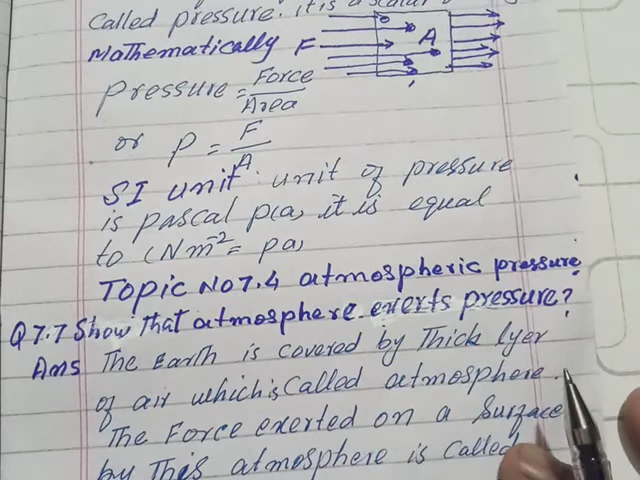 Called pressure. it is a scalar
Mathematically F A
Pressure = Force / Area
or P = F / A
SI unit. unit of pressure
is pascal p(a, it is equal
to (Nm⁻² = pa,
Topic No 7.4 atmospheric pressure
Q 7.7 Show that atmosphere exerts pressure?
Ans The Earth is covered by Thick lyer
of air which is Called atmosphere.
The Force exerted on a Surface
by This atmosphere is Called